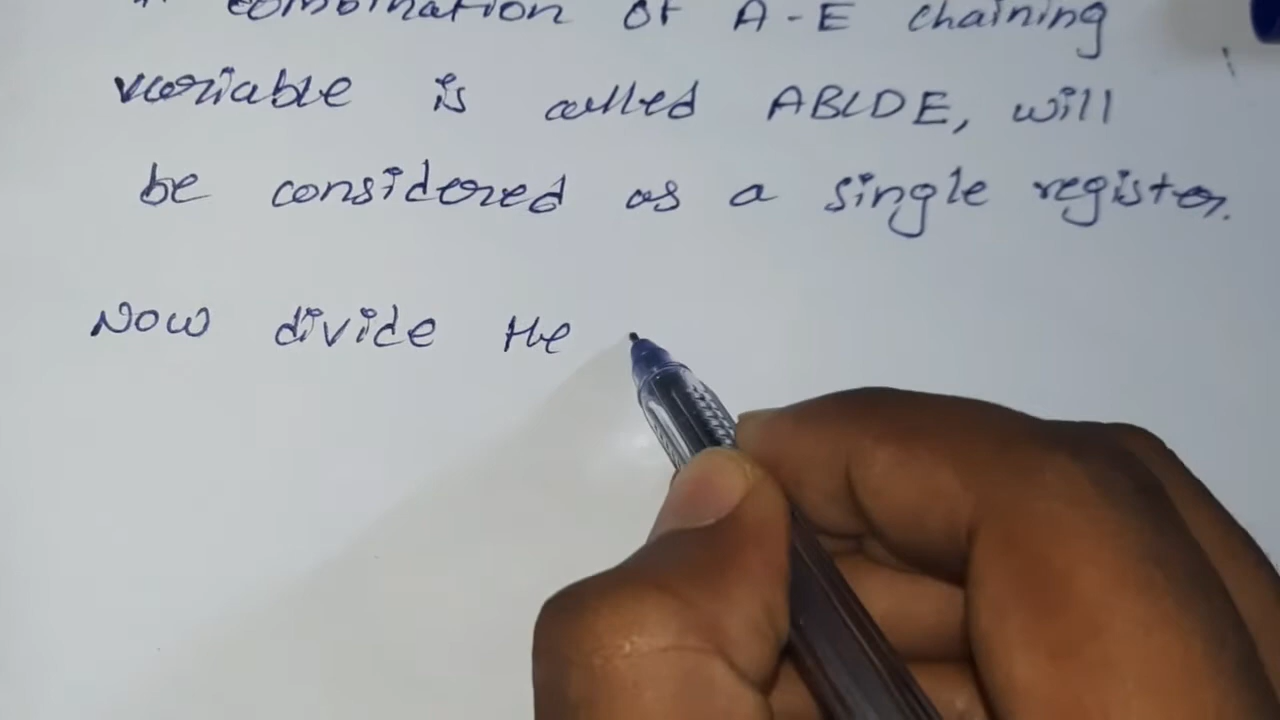 combination of A-E chaining
variable is called ABCDE, will
be considered as a single register.
Now divide the